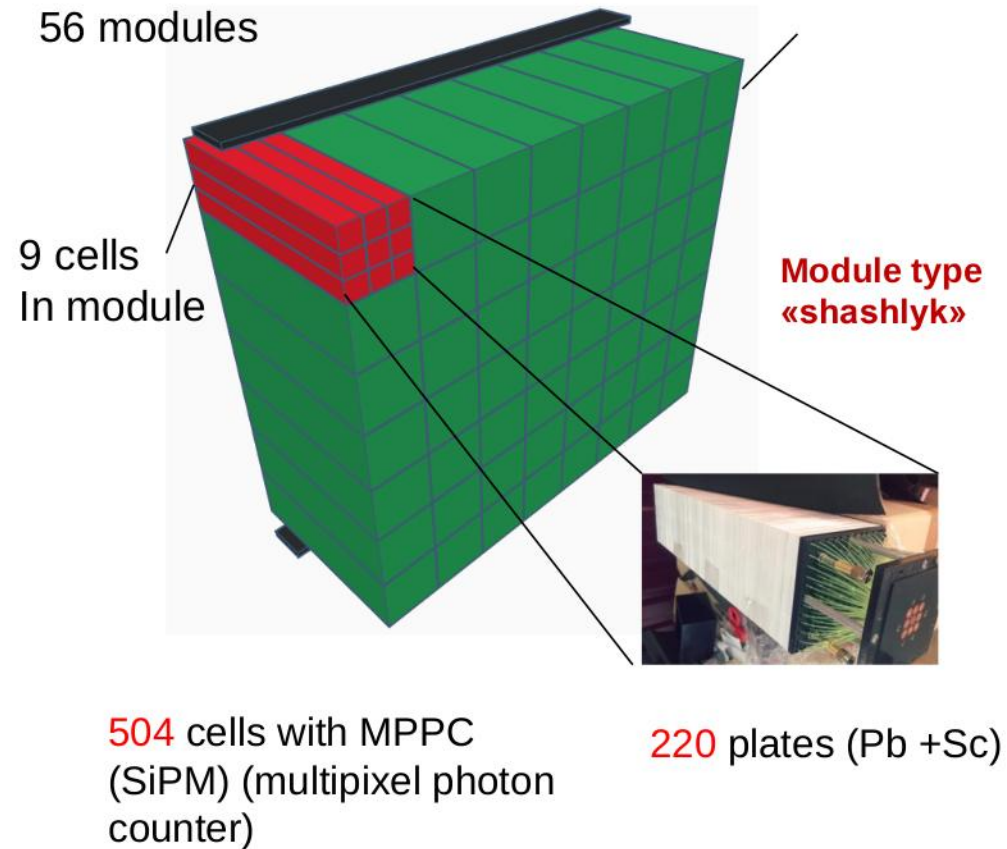 56 modules
9 cells
In module
Module type
«shashlyk»
504 cells with MPPC
(SiPM) (multipixel photon
counter)
220 plates (Pb +Sc)